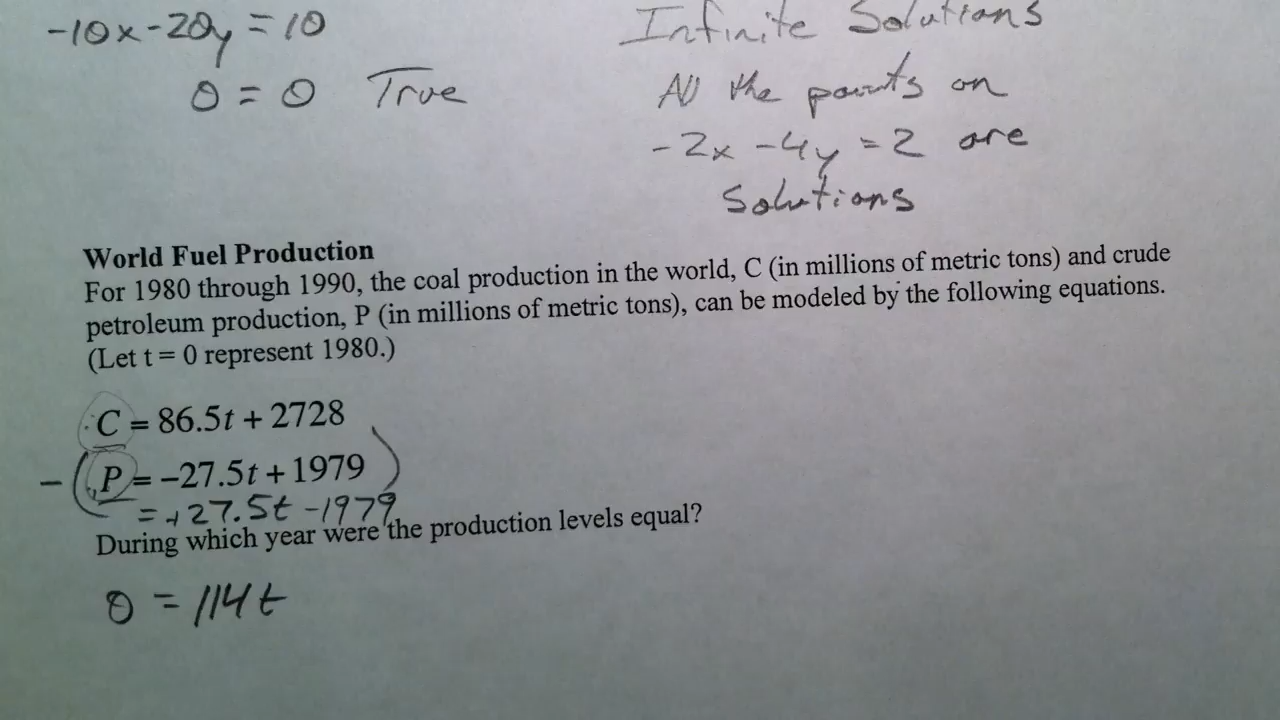 -10x-20y = 10
0 = 0 True
Infinite Solutions
All the points on
-2x -4y = 2 are
Solutions
World Fuel Production
For 1980 through 1990, the coal production in the world, C (in millions of metric tons) and crude
petroleum production, P (in millions of metric tons), can be modeled by the following equations.
(Let t = 0 represent 1980.)
C = 86.5t + 2728
-(P = -27.5t + 1979)
= +27.5t -1979
During which year were the production levels equal?
0 = 114t